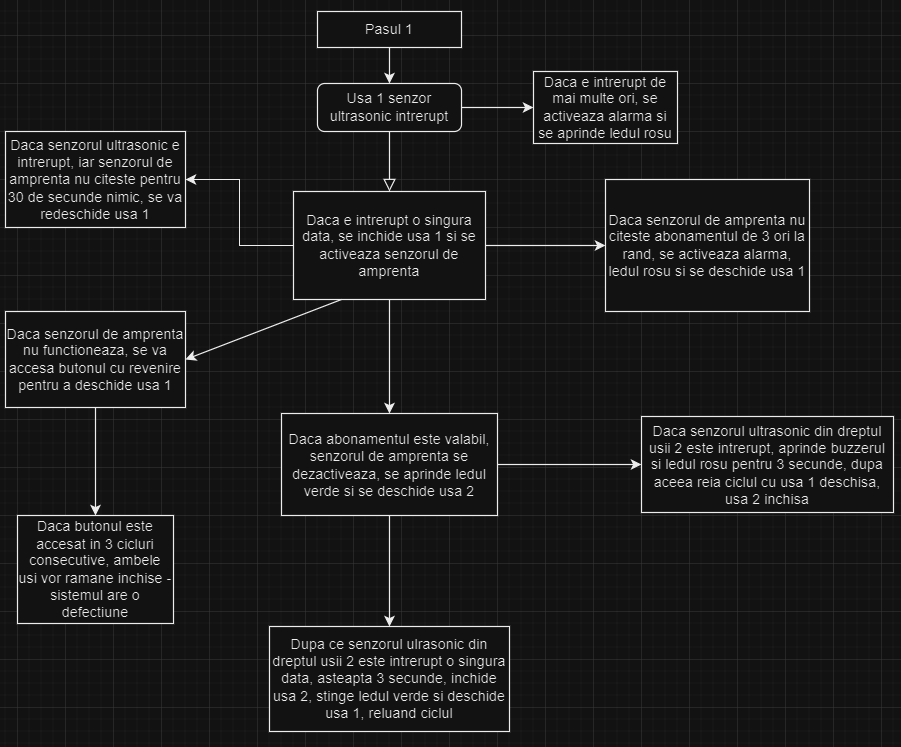 Pasul 1
Usa 1 senzor
ultrasonic intrerupt
Daca e intrerupt de
mai multe ori, se
activeaza alarma si
se aprinde ledul rosu
Daca senzorul ultrasonic e
intrerupt, iar senzorul de
amprenta nu citeste pentru
30 de secunde nimic, se va
redeschide usa 1
Daca e intrerupt o singura
data, se inchide usa 1 si se
activeaza senzorul de
amprenta
Daca senzorul de amprenta nu
citeste abonamentul de 3 ori la
rand, se activeaza alarma,
ledul rosu si se deschide usa 1
Daca senzorul de amprenta
nu functioneaza, se va
accesa butonul cu revenire
pentru a deschide usa 1
Daca abonamentul este valabil,
senzorul de amprenta se
dezactiveaza, se aprinde ledul
verde si se deschide usa 2
Daca senzorul ultrasonic din dreptul
usii 2 este intrerupt, aprinde buzzerul
si ledul rosu pentru 3 secunde, dupa
aceea reia ciclul cu usa 1 deschisa,
usa 2 inchisa
Daca butonul este
accesat in 3 cicluri
consecutive, ambele
usi vor ramane inchise -
sistemul are o
defectiune
Dupa ce senzorul ulrasonic din
dreptul usii 2 este intrerupt o singura
data, asteapta 3 secunde, inchide
usa 2, stinge ledul verde si deschide
usa 1, reluand ciclul